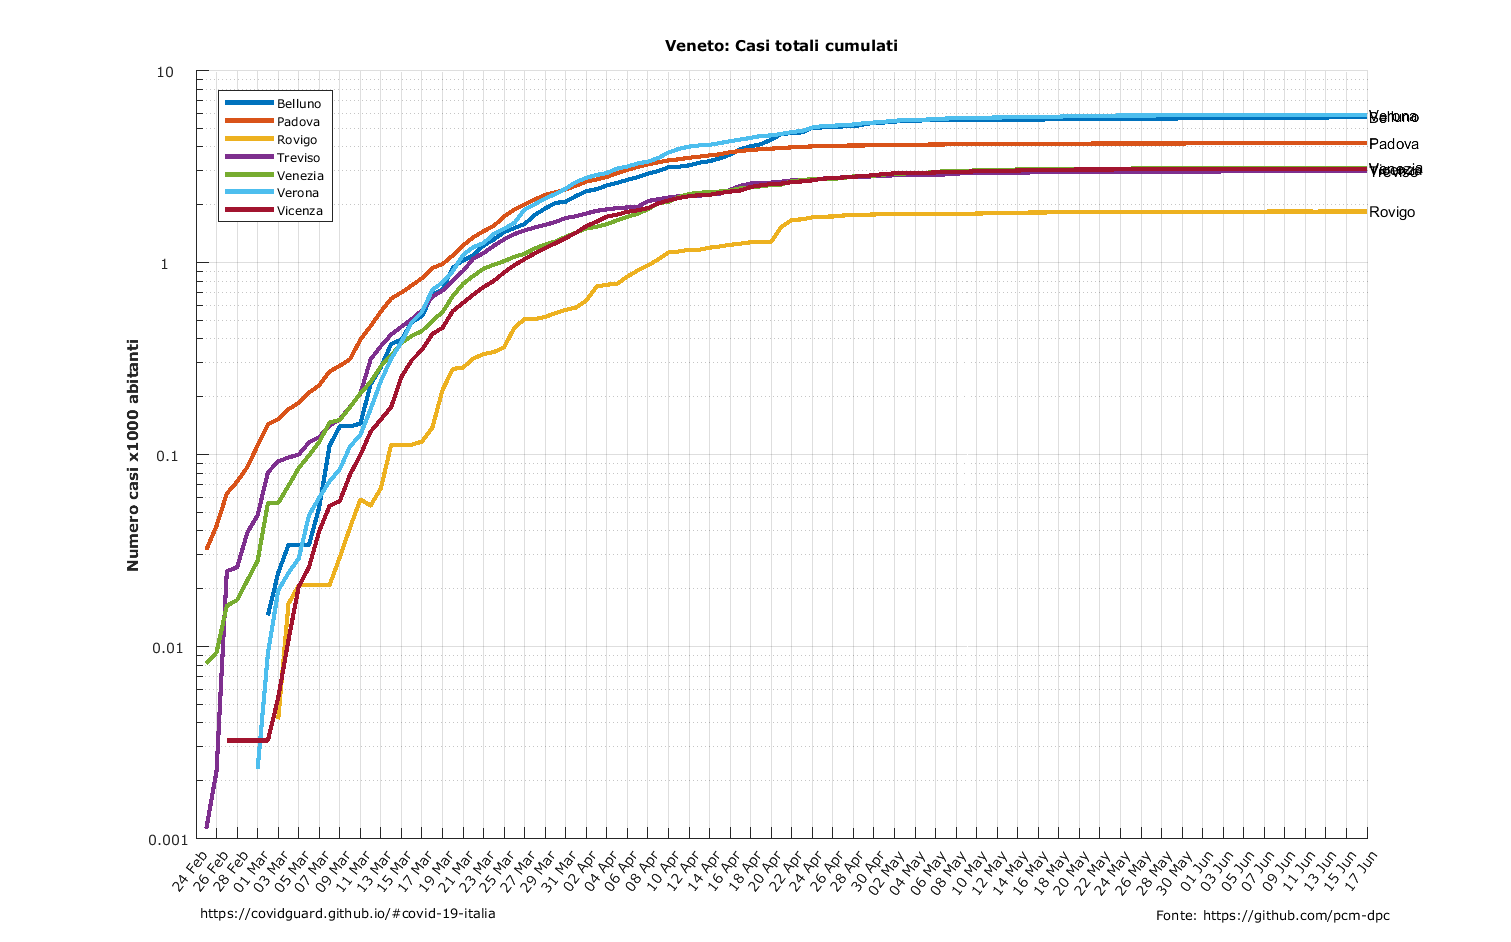 Veneto: Casi totali cumulati
Numero casi x1000 abitanti
10
1
0.1
0.01
0.001
Belluno
Padova
Rovigo
Treviso
Venezia
Verona
Vicenza
Verona
Belluno
Padova
Venezia
Vicenza
Treviso
Rovigo
24 Feb
26 Feb
28 Feb
01 Mar
03 Mar
05 Mar
07 Mar
09 Mar
11 Mar
13 Mar
15 Mar
17 Mar
19 Mar
21 Mar
23 Mar
25 Mar
27 Mar
29 Mar
31 Mar
02 Apr
04 Apr
06 Apr
08 Apr
10 Apr
12 Apr
14 Apr
16 Apr
18 Apr
20 Apr
22 Apr
24 Apr
26 Apr
28 Apr
30 Apr
02 May
04 May
06 May
08 May
10 May
12 May
14 May
16 May
18 May
20 May
22 May
24 May
26 May
28 May
30 May
01 Jun
03 Jun
05 Jun
07 Jun
09 Jun
11 Jun
13 Jun
15 Jun
17 Jun
https://covidguard.github.io/#covid-19-italia
Fonte: https://github.com/pcm-dpc